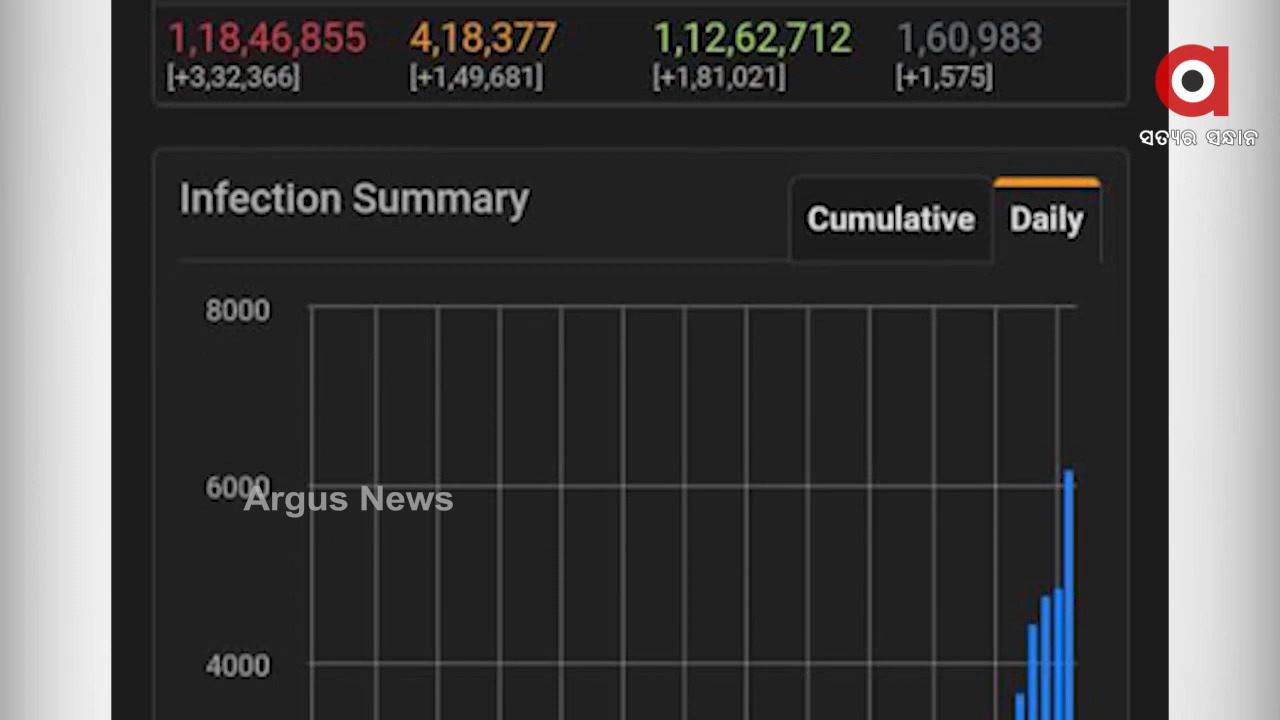 1,18,46,855 4,18,377 1,12,62,712 1,60,983
[+3,32,366] [+1,49,681] [+1,81,021] [+1,575]
ସତ୍ୟର ସନ୍ଧାନ
Infection Summary
Cumulative Daily
8000
6000
Argus News
4000